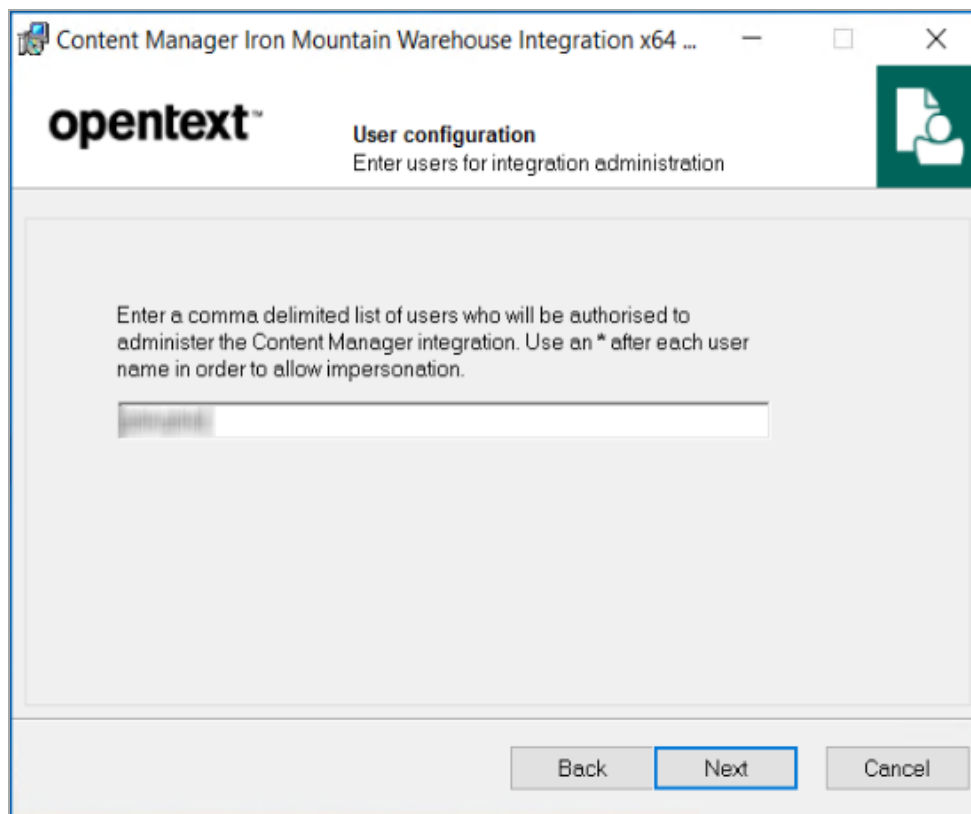 Content Manager Iron Mountain Warehouse Integration x64 ...
opentext™
User configuration
Enter users for integration administration
Enter a comma delimited list of users who will be authorised to
administer the Content Manager integration. Use an * after each user
name in order to allow impersonation.
Back
Next
Cancel